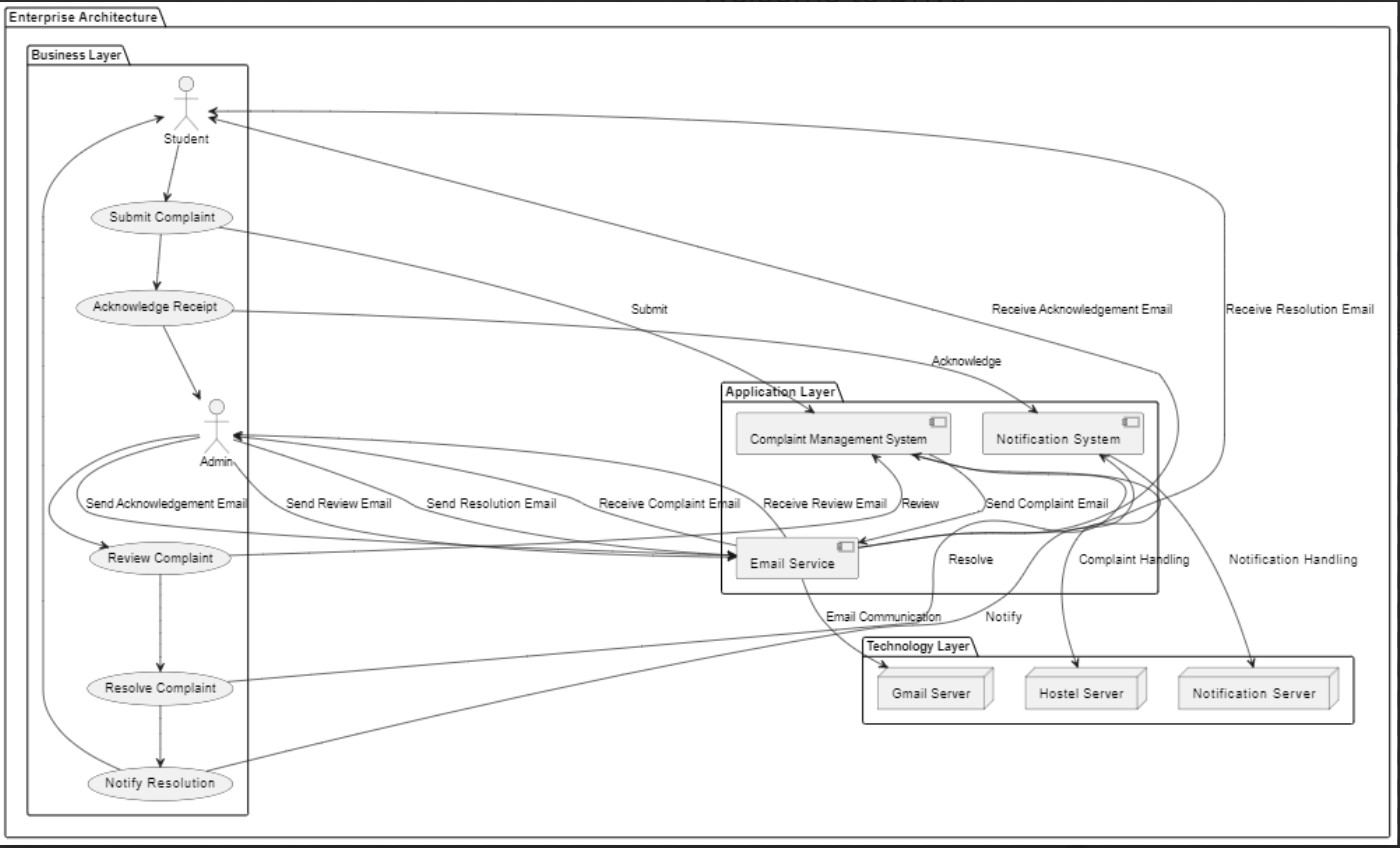 Enterprise Architecture
Business Layer
Student
Submit Complaint
Acknowledge Receipt
Submit
Receive Acknowledgement Email
Receive Resolution Email
Acknowledge
Application Layer
Complaint Management System
Notification System
Admin
Send Acknowledgement Email
Send Review Email
Send Resolution Email
Receive Complaint Email
Receive Review Email
Review
Send Complaint Email
Review Complaint
Email Service
Resolve
Complaint Handling
Notification Handling
Email Communication
Notify
Technology Layer
Gmail Server
Hostel Server
Notification Server
Resolve Complaint
Notify Resolution